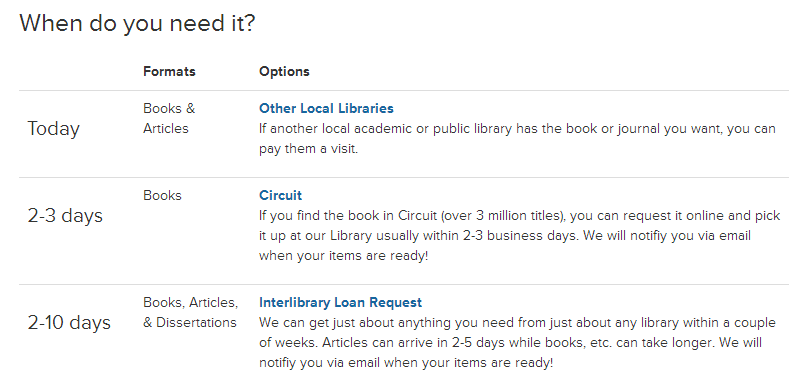 When do you need it?
Formats Options
Today
Books &
Articles
Other Local Libraries
If another local academic or public library has the book or journal you want, you can
pay them a visit.
2-3 days
Books
Circuit
If you find the book in Circuit (over 3 million titles), you can request it online and pick
it up at our Library usually within 2-3 business days. We will notifiy you via email
when your items are ready!
2-10 days
Books, Articles,
& Dissertations
Interlibrary Loan Request
We can get just about anything you need from just about any library within a couple
of weeks. Articles can arrive in 2-5 days while books, etc. can take longer. We will
notifiy you via email when your items are ready!